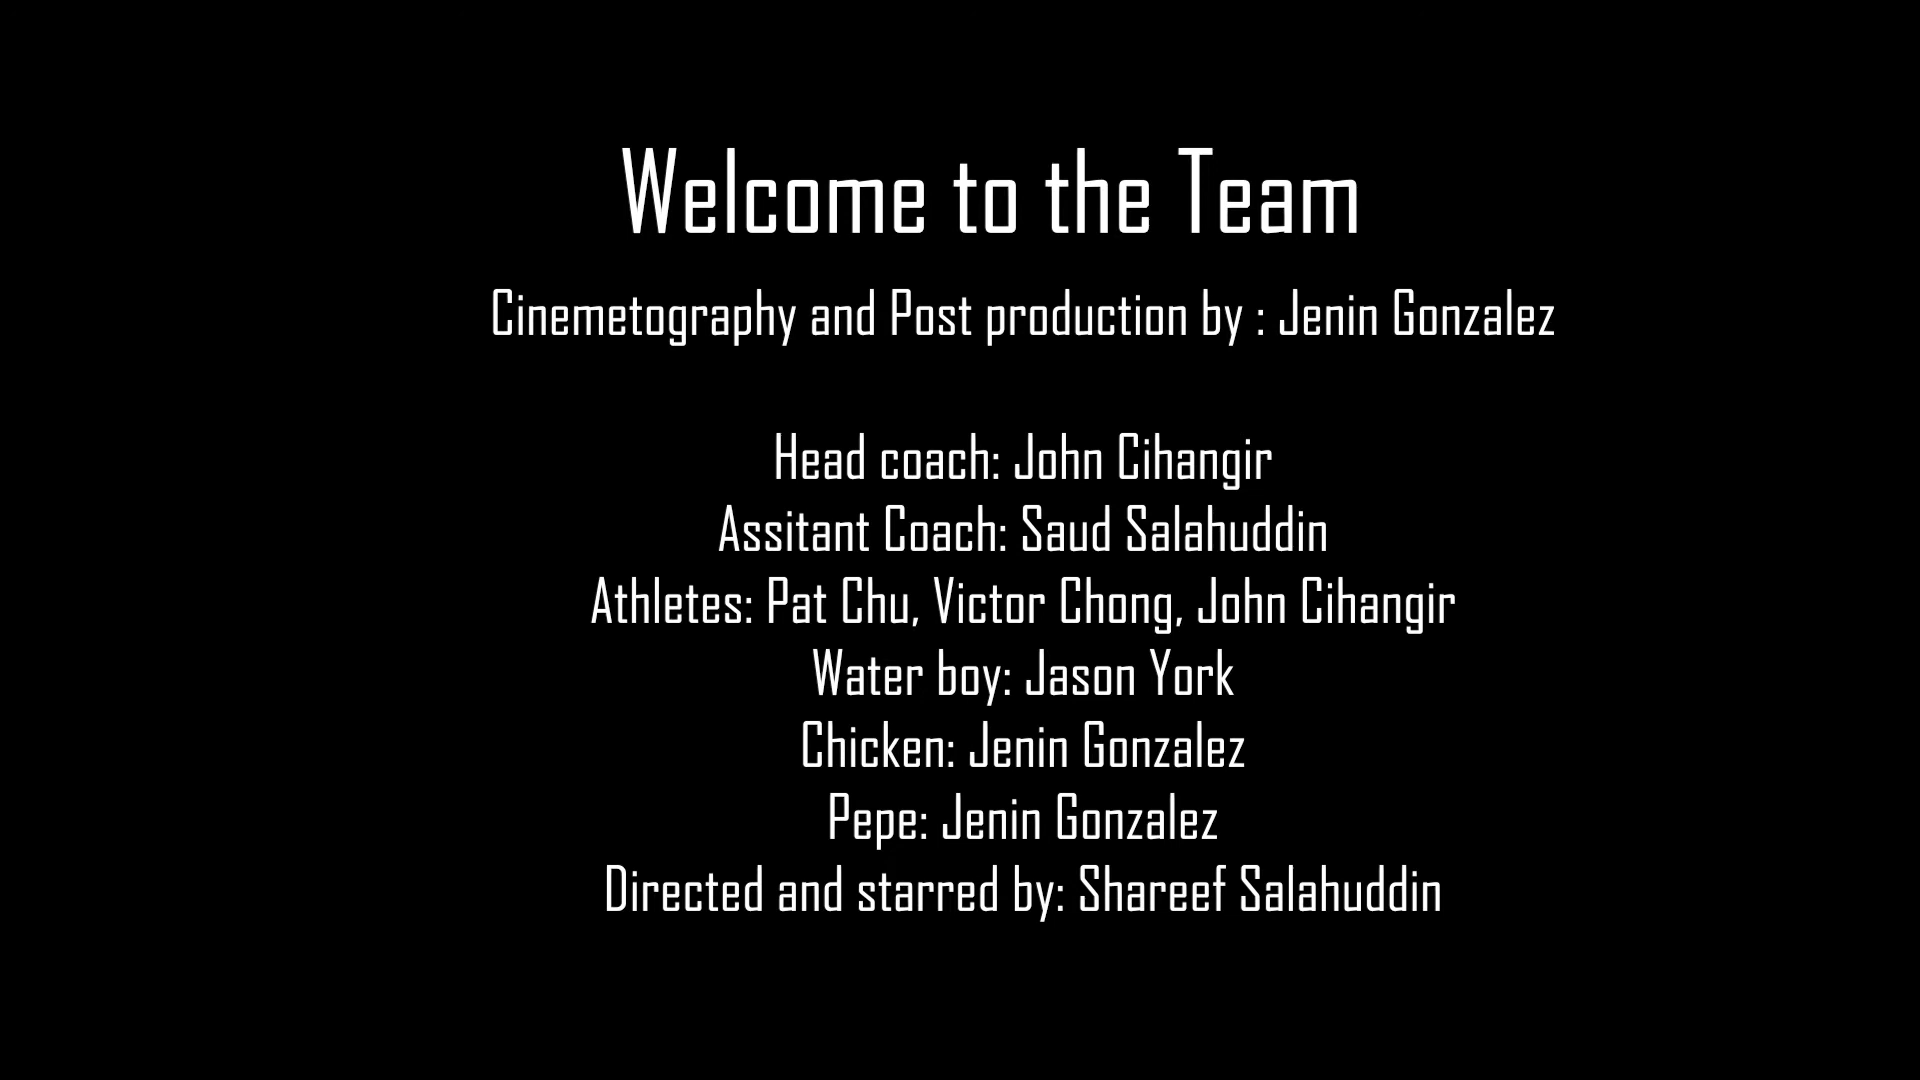 Welcome to the Team
Cinemetography and Post production by : Jenin Gonzalez
Head coach: John Cihangir
Assitant Coach: Saud Salahuddin
Athletes: Pat Chu, Victor Chong, John Cihangir
Water boy: Jason York
Chicken: Jenin Gonzalez
Pepe: Jenin Gonzalez
Directed and starred by: Shareef Salahuddin